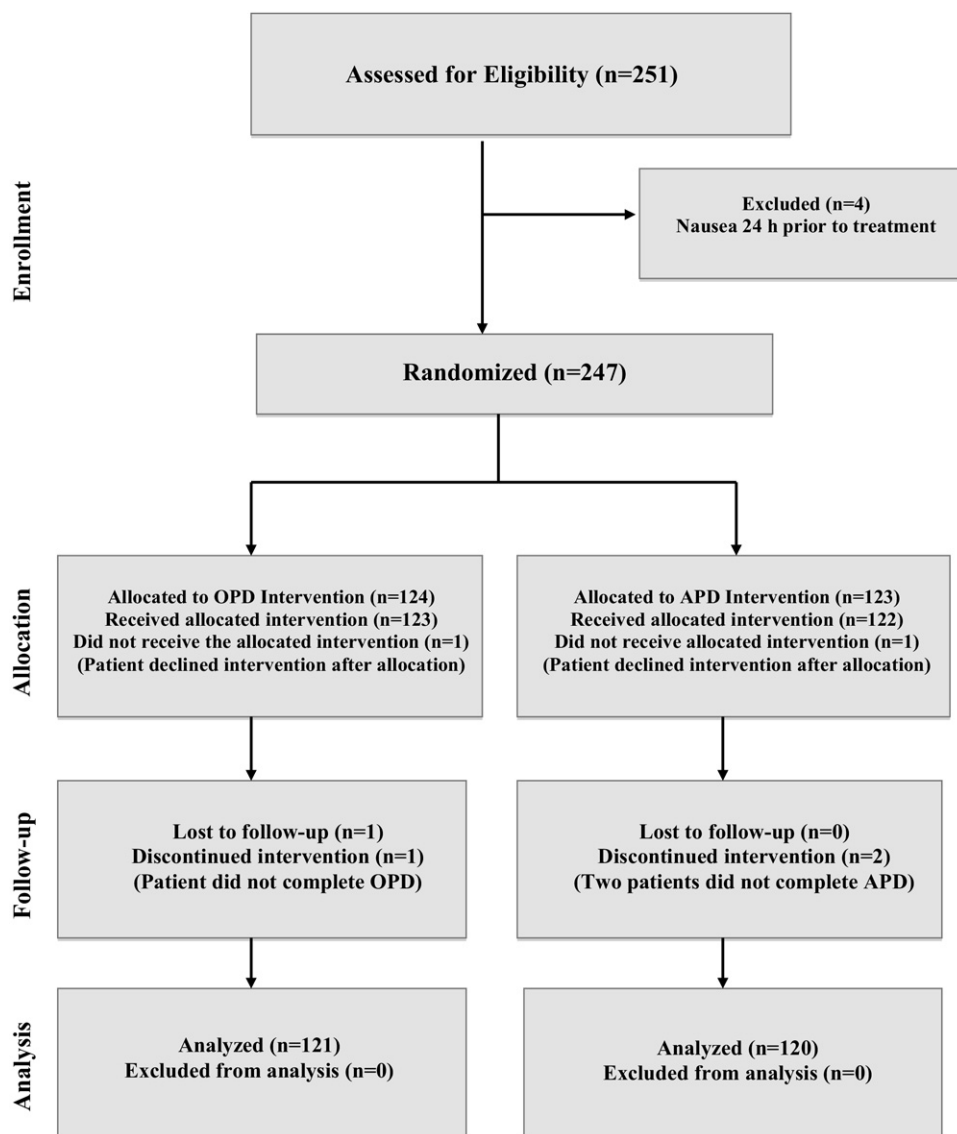 Assessed for Eligibility (n=251)
Enrollment
Excluded (n=4)
Nausea 24 h prior to treatment
Randomized (n=247)
Allocation
Allocated to OPD Intervention (n=124)
Received allocated intervention (n=123)
Did not receive the allocated intervention (n=1)
(Patient declined intervention after allocation)
Allocated to APD Intervention (n=123)
Received allocated intervention (n=122)
Did not receive allocated intervention (n=1)
(Patient declined intervention after allocation)
Follow-up
Lost to follow-up (n=1)
Discontinued intervention (n=1)
(Patient did not complete OPD)
Lost to follow-up (n=0)
Discontinued intervention (n=2)
(Two patients did not complete APD)
Analysis
Analyzed (n=121)
Excluded from analysis (n=0)
Analyzed (n=120)
Excluded from analysis (n=0)